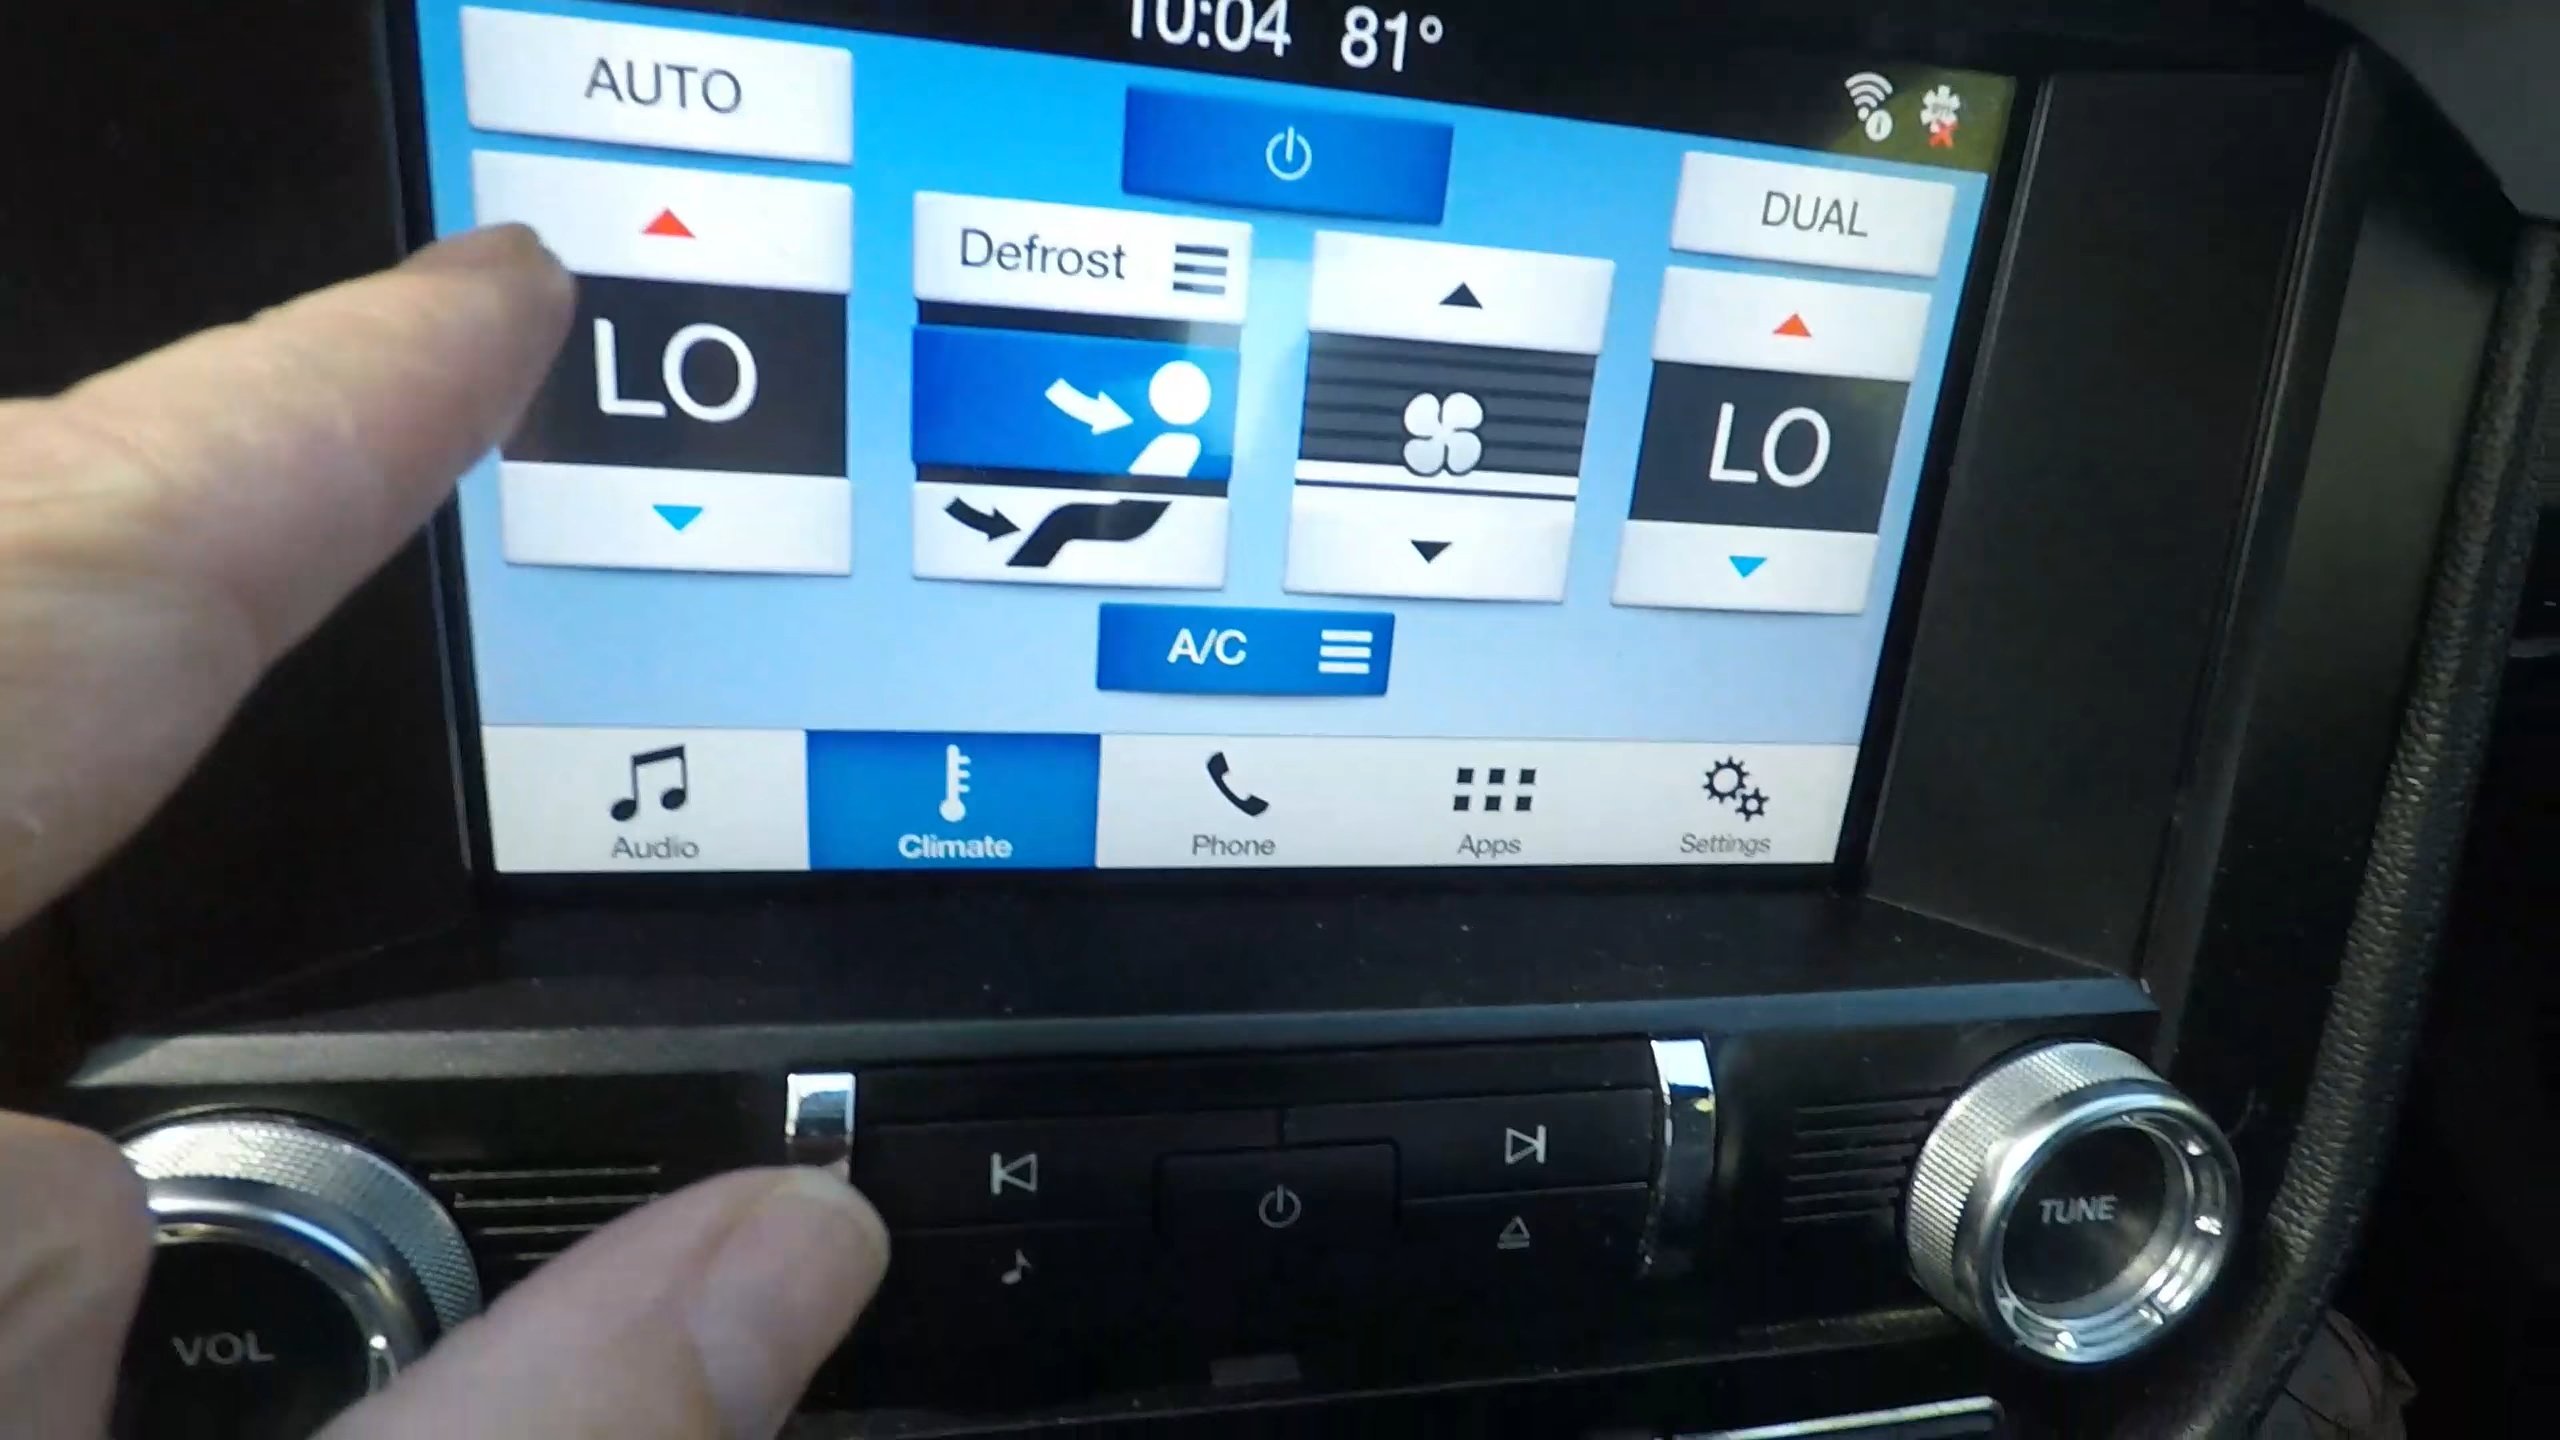 10:04 81°
AUTO
DUAL
Defrost
LO
LO
A/C
Audio
Climate
Phone
Apps
Settings
VOL
TUNE